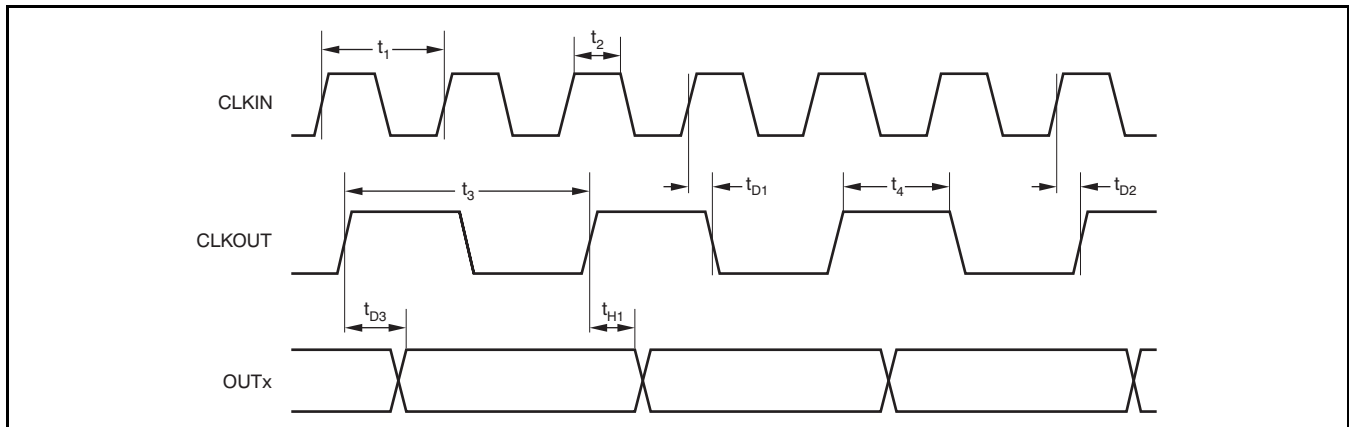 t1
t2
CLKIN
t3
tD1
t4
tD2
CLKOUT
tD3
tH1
OUTx